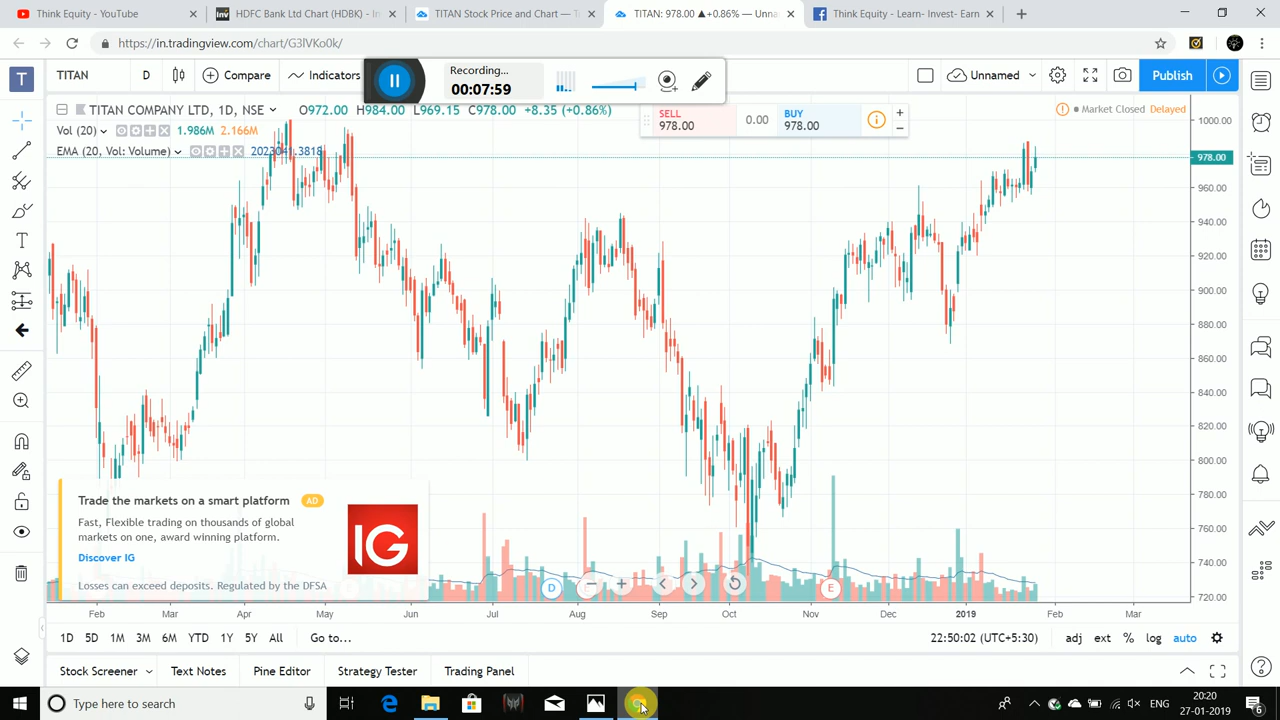 Think Equity - YouTube
HDFC Bank Ltd Chart (HDBK) - In
TITAN Stock Price and Chart — T
TITAN: 978.00 ▲+0.86% — Unna
Think Equity - Learn- Invest- Earn
https://in.tradingview.com/chart/G3lVKo0k/
T
TITAN
D
Compare
Indicators
Recording...
00:07:59
Unnamed
Publish
TITAN COMPANY LTD, 1D, NSE
O972.00 H984.00 L969.15 C978.00 +8.35 (+0.86%)
SELL
978.00
0.00
BUY
978.00
Market Closed Delayed
Vol (20)
1.986M 2.166M
EMA (20, Vol: Volume)
2023041.3818
1000.00
978.00
960.00
940.00
920.00
900.00
880.00
860.00
840.00
820.00
800.00
780.00
760.00
740.00
720.00
Trade the markets on a smart platform AD
Fast, Flexible trading on thousands of global
markets on one, award winning platform.
Discover IG
Losses can exceed deposits. Regulated by the DFSA
IG
D
E
Feb Mar Apr May Jun Jul Aug Sep Oct Nov Dec 2019 Feb Mar
1D 5D 1M 3M 6M YTD 1Y 5Y All Go to...
22:50:02 (UTC+5:30) adj ext % log auto
Stock Screener Text Notes Pine Editor Strategy Tester Trading Panel
Type here to search
ENG
20:20
27-01-2019
6